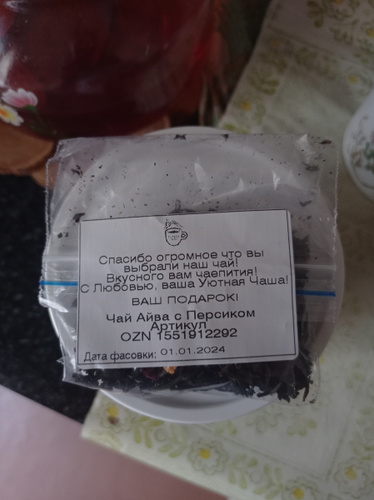 Спасибо огромное что вы
выбрали наш чай!
Вкусного вам чаепития!
С Любовью, ваша Уютная Чаша!
ВАШ ПОДАРОК!
Чай Айва с Персиком
Артикул
OZN 1551912292
Дата фасовки: 01.01.2024